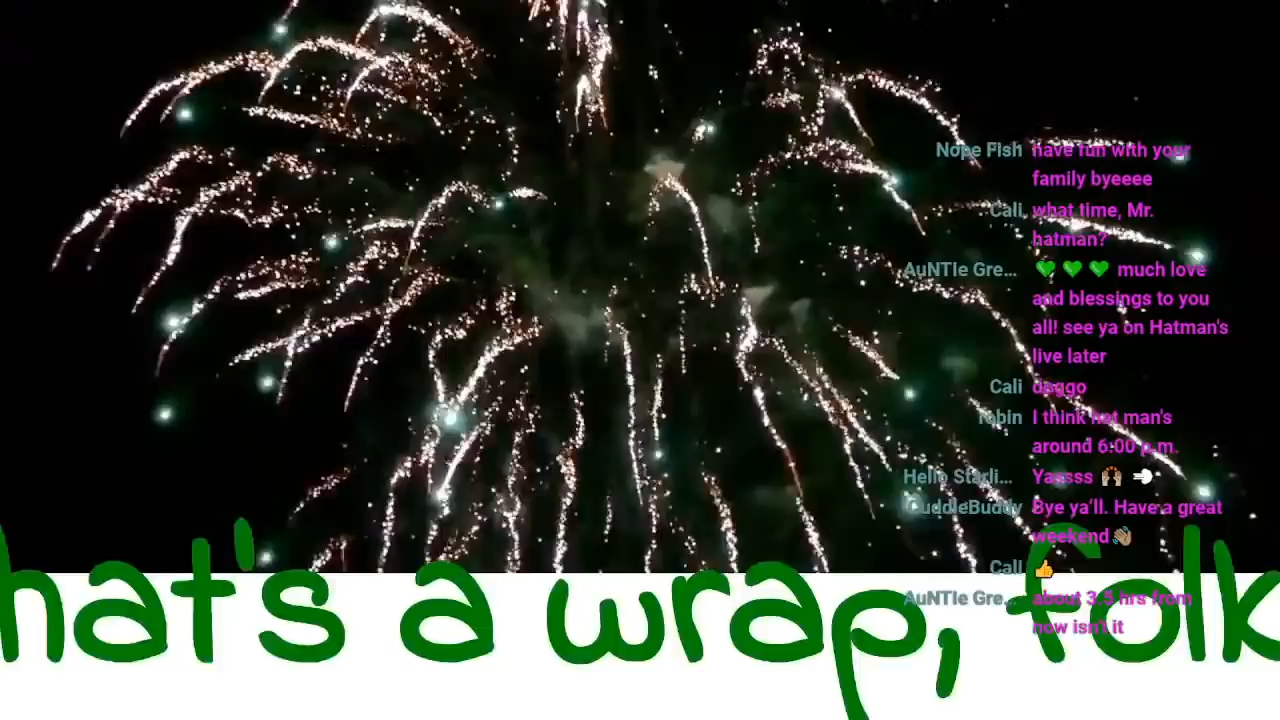 Nope Fish have fun with your
family byeeee
Cali what time, Mr.
hatman?
AuNTIe Gre... 💚 💚 💚 much love
and blessings to you
all! see ya on Hatman's
live later
Cali daggo
robin I think hat man's
around 6:00 p.m.
Hello Starli... Yassss 🙌🏽
CuddleBuddy Bye ya'll. Have a great
weekend👋🏽
Cali 👍
AuNTIe Gre... about 3.5 hrs from
now isn't it
hat's a wrap, folk